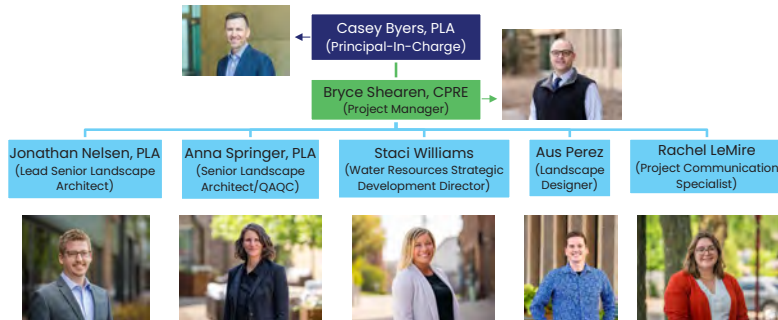 Casey Byers, PLA
(Principal-In-Charge)
Bryce Shearen, CPRE
(Project Manager)
Jonathan Nelsen, PLA
(Lead Senior Landscape
Architect)
Anna Springer, PLA
(Senior Landscape
Architect/QAQC)
Staci Williams
(Water Resources Strategic
Development Director)
Aus Perez
(Landscape
Designer)
Rachel LeMire
(Project Communication
Specialist)